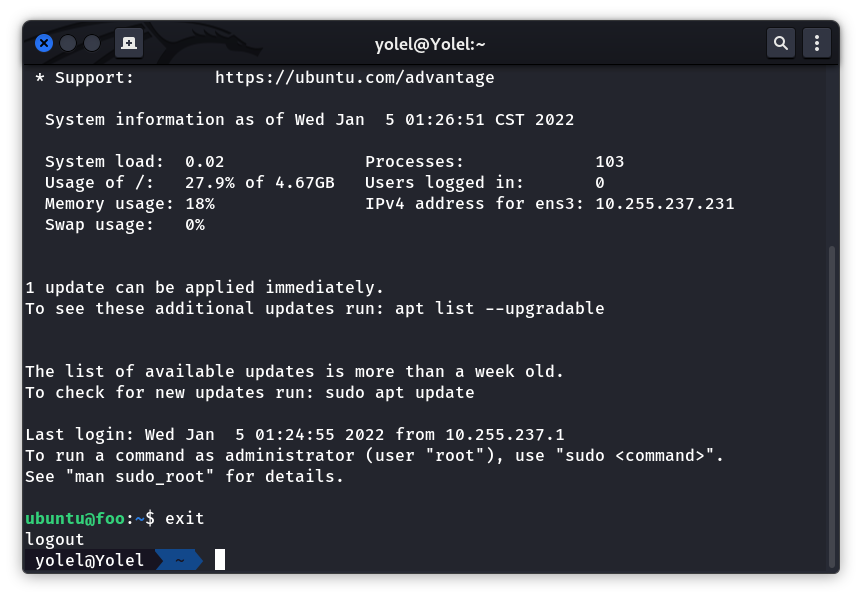 yolel@Yolel:~
* Support:        https://ubuntu.com/advantage
System information as of Wed Jan  5 01:26:51 CST 2022
System load:  0.02              Processes:             103
Usage of /:   27.9% of 4.67GB   Users logged in:       0
Memory usage: 18%               IPv4 address for ens3: 10.255.237.231
Swap usage:   0%
1 update can be applied immediately.
To see these additional updates run: apt list --upgradable
The list of available updates is more than a week old.
To check for new updates run: sudo apt update
Last login: Wed Jan  5 01:24:55 2022 from 10.255.237.1
To run a command as administrator (user "root"), use "sudo <command>".
See "man sudo_root" for details.
ubuntu@foo:~$ exit
logout
yolel@Yolel ~